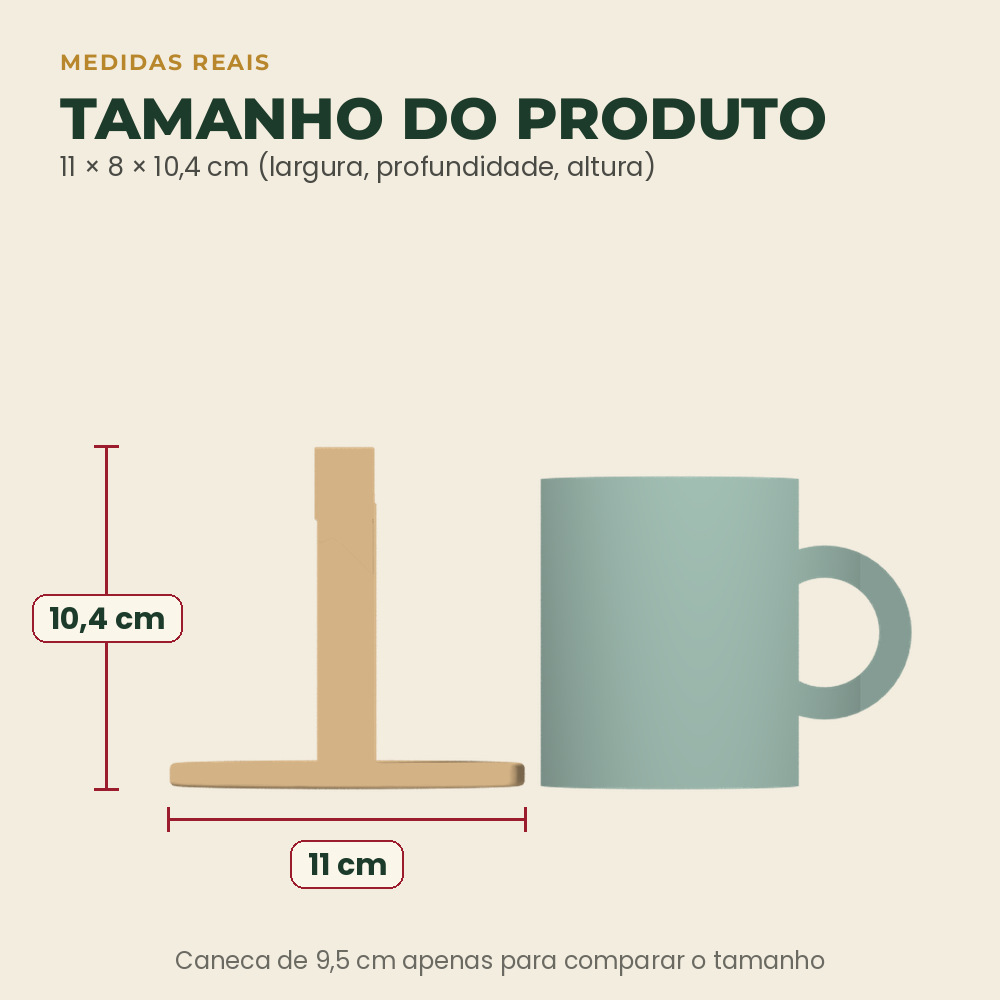 MEDIDAS REAIS
TAMANHO DO PRODUTO
11 × 8 × 10,4 cm (largura, profundidade, altura)
10,4 cm
11 cm
Caneca de 9,5 cm apenas para comparar o tamanho